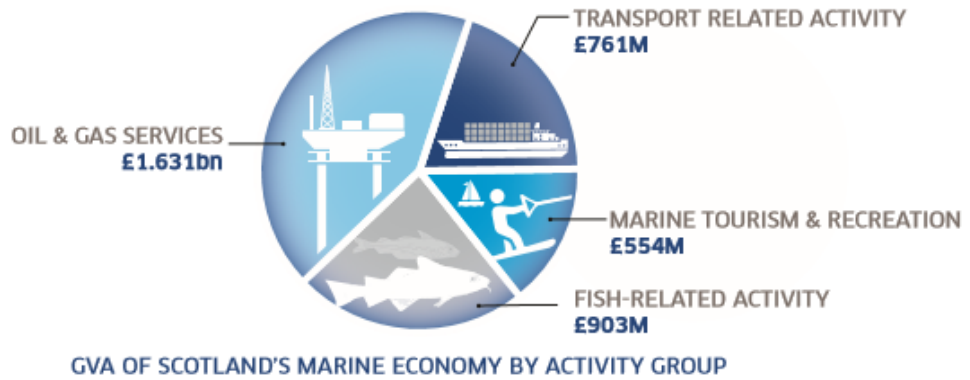 TRANSPORT RELATED ACTIVITY
£761M
OIL & GAS SERVICES
£1.631bn
MARINE TOURISM & RECREATION
£554M
FISH-RELATED ACTIVITY
£903M
GVA OF SCOTLAND'S MARINE ECONOMY BY ACTIVITY GROUP